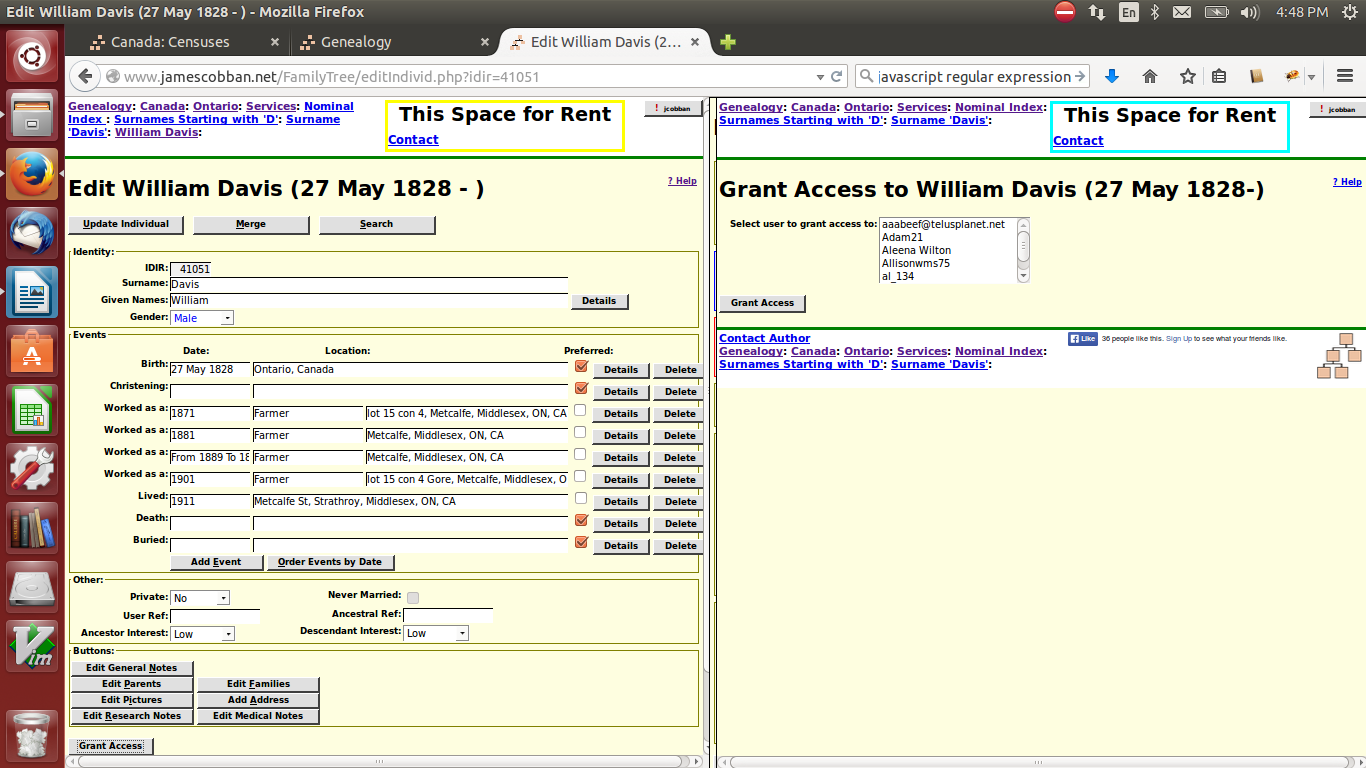 Edit William Davis (27 May 1828 - ) - Mozilla Firefox
En
4:48 PM
Canada: Censuses
Genealogy
Edit William Davis (2...
www.jamescobban.net/FamilyTree/editIndivid.php?idir=41051
javascript regular expression
Genealogy: Canada: Ontario: Services: Nominal
Index : Surnames Starting with 'D': Surname
'Davis': William Davis:
This Space for Rent
Contact
! jcobban
Edit William Davis (27 May 1828 - )
? Help
Update Individual
Merge
Search
Identity:
IDIR: 41051
Surname: Davis
Given Names: William
Details
Gender: Male
Events
Date: Location: Preferred:
Birth: 27 May 1828 Ontario, Canada Details Delete
Christening: Details Delete
Worked as a: 1871 Farmer lot 15 con 4, Metcalfe, Middlesex, ON, CA Details Delete
Worked as a: 1881 Farmer Metcalfe, Middlesex, ON, CA Details Delete
Worked as a: From 1889 To 18 Farmer Metcalfe, Middlesex, ON, CA Details Delete
Worked as a: 1901 Farmer lot 15 con 4 Gore, Metcalfe, Middlesex, O Details Delete
Lived: 1911 Metcalfe St, Strathroy, Middlesex, ON, CA Details Delete
Death: Details Delete
Buried: Details Delete
Add Event
Order Events by Date
Other:
Private: No Never Married:
User Ref: Ancestral Ref:
Ancestor Interest: Low Descendant Interest: Low
Buttons:
Edit General Notes
Edit Parents
Edit Families
Edit Pictures
Add Address
Edit Research Notes
Edit Medical Notes
Grant Access
Genealogy: Canada: Ontario: Services: Nominal Index:
Surnames Starting with 'D': Surname 'Davis':
This Space for Rent
Contact
! jcobban
Grant Access to William Davis (27 May 1828-)
? Help
Select user to grant access to: aaabeef@telusplanet.net
Adam21
Aleena Wilton
Allisonwms75
al_134
Grant Access
Contact Author
Like 36 people like this. Sign Up to see what your friends like.
Genealogy: Canada: Ontario: Services: Nominal Index:
Surnames Starting with 'D': Surname 'Davis':
Vim